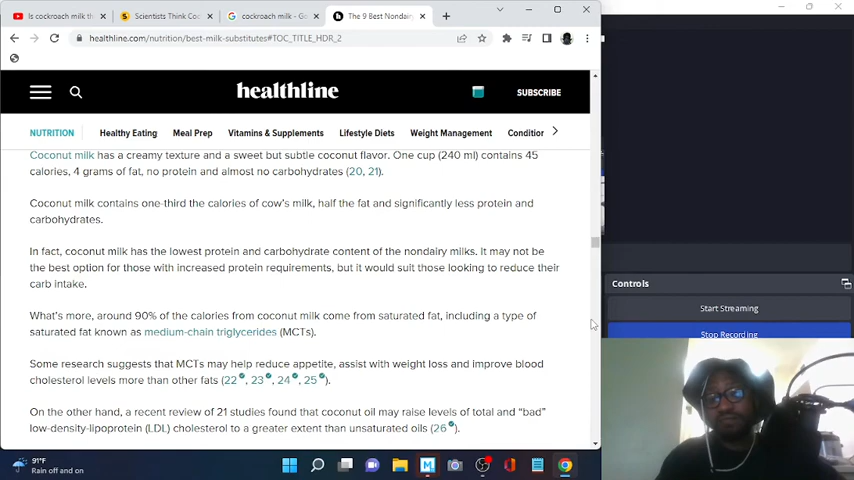 Is cockroach milk th
Scientists Think Coc
cockroach milk - Go
The 9 Best Nondairy
healthline.com/nutrition/best-milk-substitutes#TOC_TITLE_HDR_2
healthline
SUBSCRIBE
NUTRITION
Healthy Eating
Meal Prep
Vitamins & Supplements
Lifestyle Diets
Weight Management
Condition
Coconut milk has a creamy texture and a sweet but subtle coconut flavor. One cup (240 ml) contains 45
calories, 4 grams of fat, no protein and almost no carbohydrates (20, 21).
Coconut milk contains one-third the calories of cow's milk, half the fat and significantly less protein and
carbohydrates.
In fact, coconut milk has the lowest protein and carbohydrate content of the nondairy milks. It may not be
the best option for those with increased protein requirements, but it would suit those looking to reduce their
carb intake.
What's more, around 90% of the calories from coconut milk come from saturated fat, including a type of
saturated fat known as medium-chain triglycerides (MCTs).
Some research suggests that MCTs may help reduce appetite, assist with weight loss and improve blood
cholesterol levels more than other fats (22, 23, 24, 25).
On the other hand, a recent review of 21 studies found that coconut oil may raise levels of total and "bad"
low-density-lipoprotein (LDL) cholesterol to a greater extent than unsaturated oils (26).
Controls
Start Streaming
Stop Recording
91°F
Rain off and on